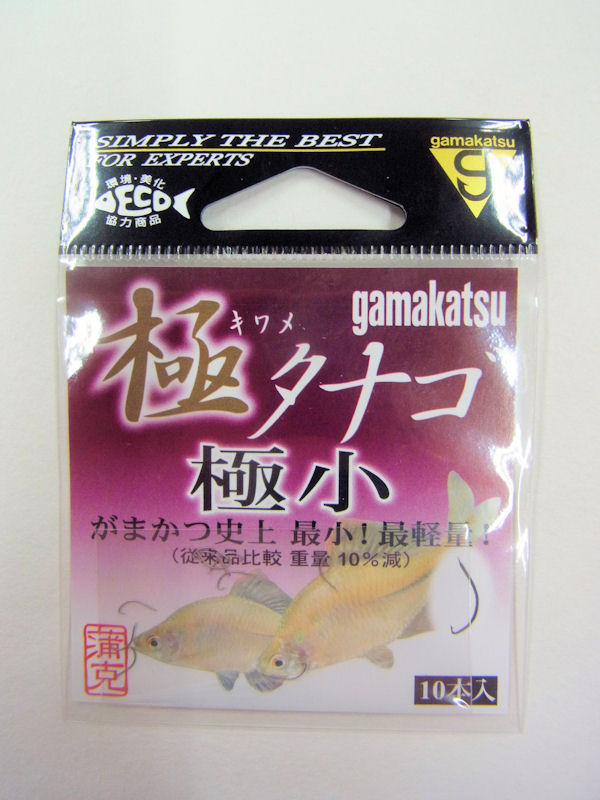 SIMPLY THE BEST
FOR EXPERTS
gamakatsu
環境・美化
ECO
協力商品
gamakatsu
キワメ
極タナゴ
極小
がまかつ史上 最小!最軽量!
(従来品比較 重量10%減)
蒲克
10本入